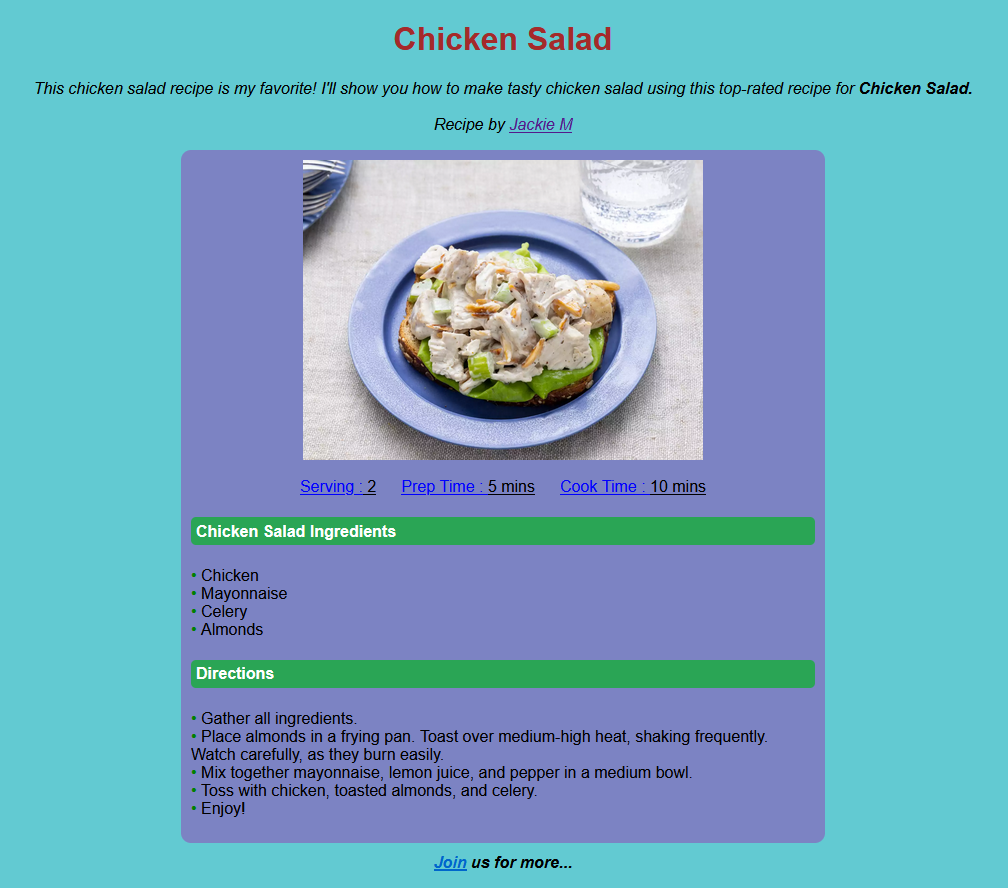 Chicken Salad
This chicken salad recipe is my favorite! I'll show you how to make tasty chicken salad using this top-rated recipe for Chicken Salad.
Recipe by Jackie M
Serving : 2 Prep Time : 5 mins Cook Time : 10 mins
Chicken Salad Ingredients
• Chicken
• Mayonnaise
• Celery
• Almonds
Directions
• Gather all ingredients.
• Place almonds in a frying pan. Toast over medium-high heat, shaking frequently.
Watch carefully, as they burn easily.
• Mix together mayonnaise, lemon juice, and pepper in a medium bowl.
• Toss with chicken, toasted almonds, and celery.
• Enjoy!
Join us for more...